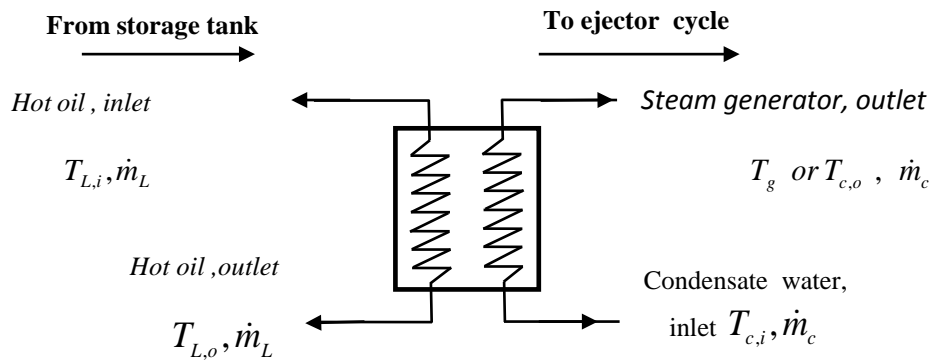 From storage tank
To ejector cycle
Hot oil , inlet
Steam generator, outlet
T_{L,i}, ṁ_L
T_g or T_{c,o} , ṁ_c
Hot oil ,outlet
Condensate water,
T_{L,o}, ṁ_L
inlet T_{c,i}, ṁ_c